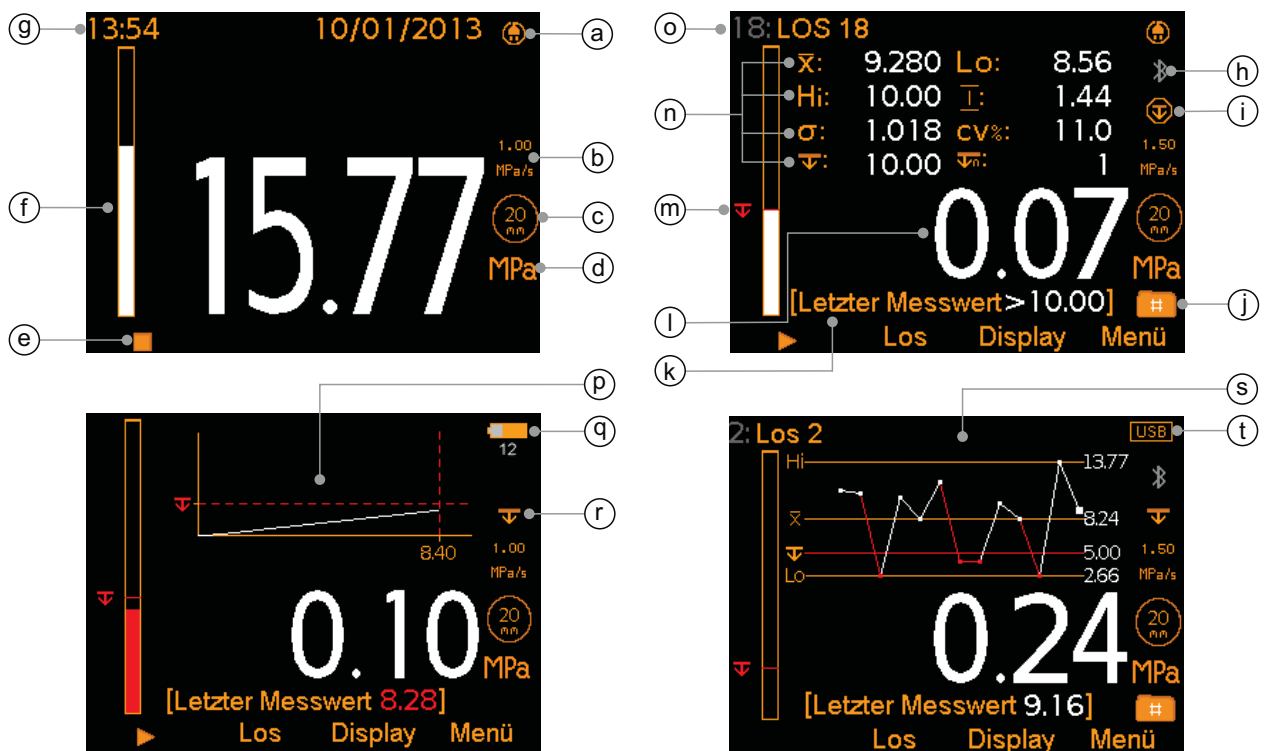 g 13:54 10/01/2013 a
1.00 b
MPa/s
f 15.77 20 mm c
MPa d
e
o 18: LOS 18
x̄: 9.280 Lo: 8.56 h
n Hi: 10.00 I: 1.44 i
σ: 1.018 cv%: 11.0 1.50
10.00 n: 1 MPa/s
m 0.07 20 mm
MPa
l [Letzter Messwert>10.00] # j
k Los Display Menü
p q
12
8.40 r
1.00
MPa/s
0.10 20 mm
MPa
[Letzter Messwert 8.28]
Los Display Menü
s
2: Los 2 USB t
Hi 13.77
x̄ 8.24
5.00 1.50
Lo 2.66 MPa/s
0.24 20 mm
MPa
[Letzter Messwert 9.16] #
Los Display Menü